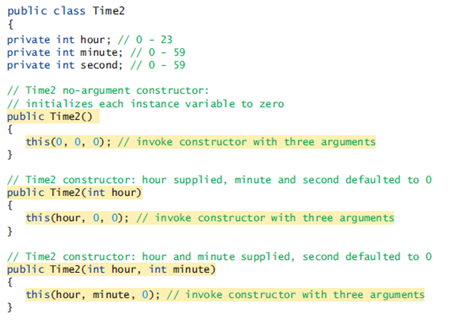 public class Time2
{
private int hour; // 0 – 23
private int minute; // 0 – 59
private int second; // 0 – 59
// Time2 no-argument constructor:
// initializes each instance variable to zero
public Time2()
{
this(0, 0, 0); // invoke constructor with three arguments
}
// Time2 constructor: hour supplied, minute and second defaulted to 0
public Time2(int hour)
{
this(hour, 0, 0); // invoke constructor with three arguments
}
// Time2 constructor: hour and minute supplied, second defaulted to 0
public Time2(int hour, int minute)
{
this(hour, minute, 0); // invoke constructor with three arguments
}